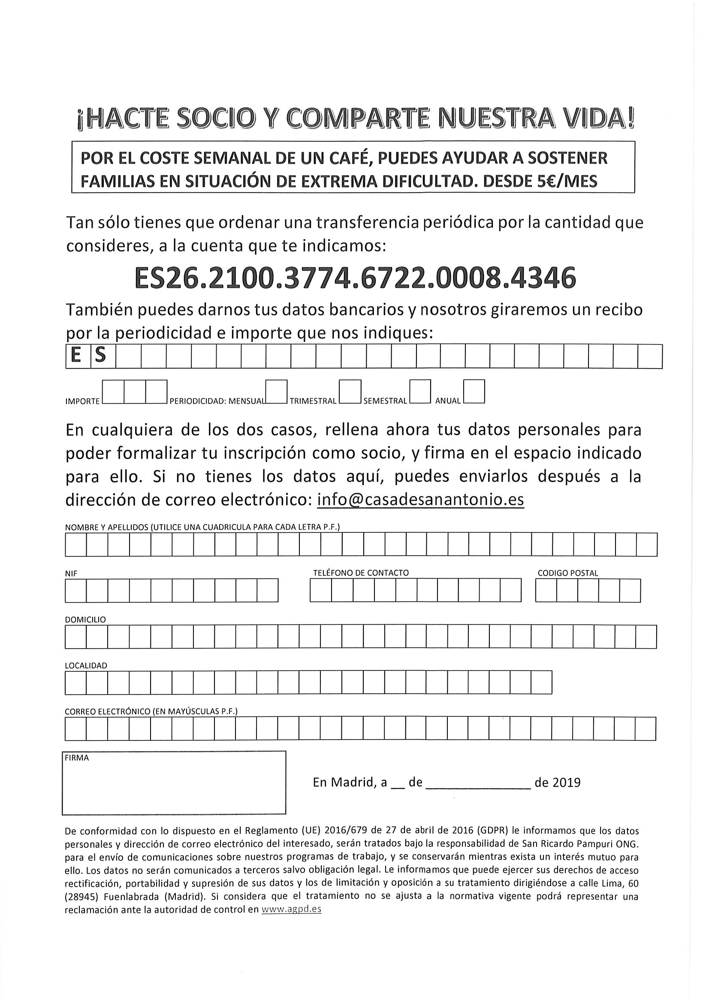 ¡HACTE SOCIO Y COMPARTE NUESTRA VIDA!
POR EL COSTE SEMANAL DE UN CAFÉ, PUEDES AYUDAR A SOSTENER
FAMILIAS EN SITUACIÓN DE EXTREMA DIFICULTAD. DESDE 5€/MES
Tan sólo tienes que ordenar una transferencia periódica por la cantidad que
consideres, a la cuenta que te indicamos:
ES26.2100.3774.6722.0008.4346
También puedes darnos tus datos bancarios y nosotros giraremos un recibo
por la periodicidad e importe que nos indiques:
E S
IMPORTE PERIODICIDAD: MENSUAL TRIMESTRAL SEMESTRAL ANUAL
En cualquiera de los dos casos, rellena ahora tus datos personales para
poder formalizar tu inscripción como socio, y firma en el espacio indicado
para ello. Si no tienes los datos aquí, puedes enviarlos después a la
dirección de correo electrónico: info@casadesanantonio.es
NOMBRE Y APELLIDOS (UTILICE UNA CUADRICULA PARA CADA LETRA P.F.)
NIF TELÉFONO DE CONTACTO CODIGO POSTAL
DOMICILIO
LOCALIDAD
CORREO ELECTRÓNICO (EN MAYÚSCULAS P.F.)
FIRMA
En Madrid, a __ de _______________ de 2019
De conformidad con lo dispuesto en el Reglamento (UE) 2016/679 de 27 de abril de 2016 (GDPR) le informamos que los datos
personales y dirección de correo electrónico del interesado, serán tratados bajo la responsabilidad de San Ricardo Pampuri ONG.
para el envío de comunicaciones sobre nuestros programas de trabajo, y se conservarán mientras exista un interés mutuo para
ello. Los datos no serán comunicados a terceros salvo obligación legal. Le informamos que puede ejercer sus derechos de acceso
rectificación, portabilidad y supresión de sus datos y los de limitación y oposición a su tratamiento dirigiéndose a calle Lima, 60
(28945) Fuenlabrada (Madrid). Si considera que el tratamiento no se ajusta a la normativa vigente podrá representar una
reclamación ante la autoridad de control en www.agpd.es